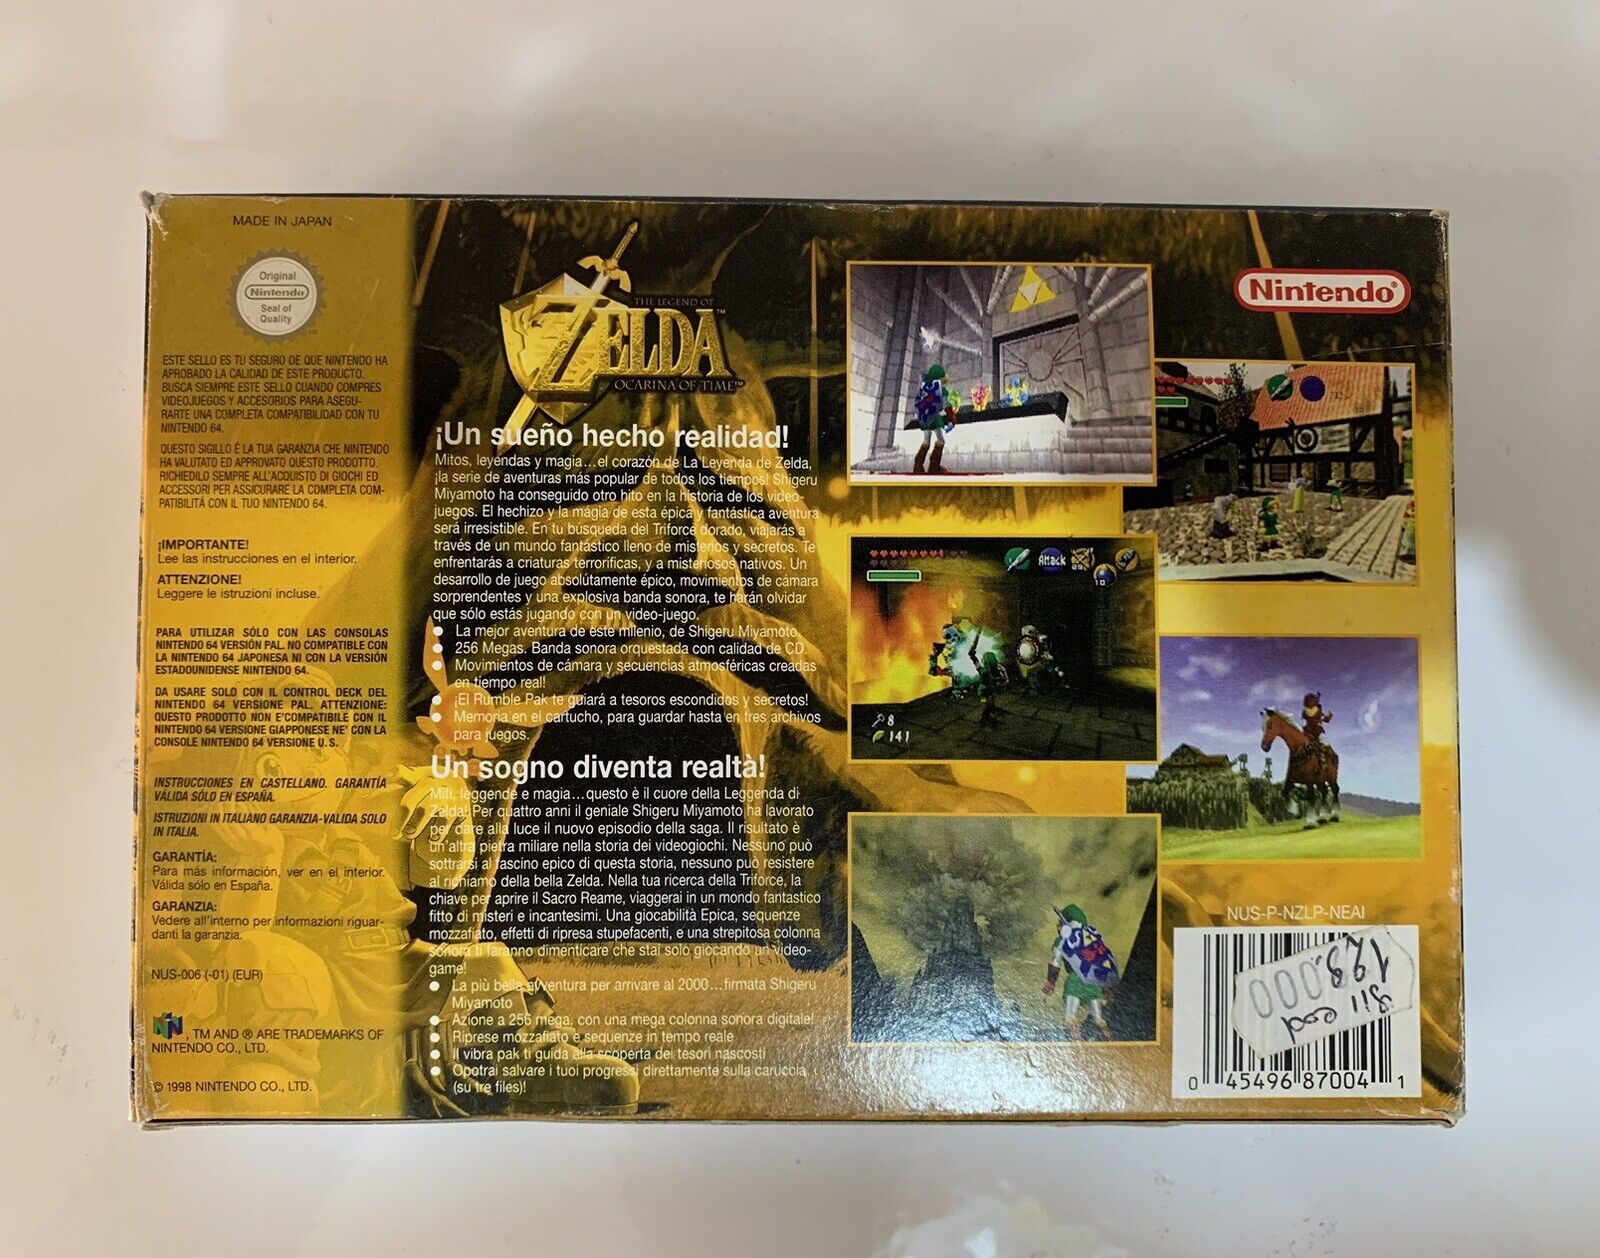 MADE IN JAPAN
Original
Nintendo
Seal of
Quality
ESTE SELLO ES TU SEGURO DE QUE NINTENDO HA
APROBADO LA CALIDAD DE ESTE PRODUCTO.
BUSCA SIEMPRE ESTE SELLO CUANDO COMPRES
VIDEOJUEGOS Y ACCESORIOS PARA ASEGU-
RARTE UNA COMPLETA COMPATIBILIDAD CON TU
NINTENDO 64.
QUESTO SIGILLO É LA TUA GARANZIA CHE NINTENDO
HA VALUTATO ED APPROVATO QUESTO PRODOTTO.
RICHIEDILO SEMPRE ALL'ACQUISTO DI GIOCHI ED
ACCESSORI PER ASSICURARE LA COMPLETA COM-
PATIBILITÁ CON IL TUO NINTENDO 64.
¡IMPORTANTE!
Lee las instrucciones en el interior.
ATTENZIONE!
Leggere le istruzioni incluse.
PARA UTILIZAR SÓLO CON LAS CONSOLAS
NINTENDO 64 VERSIÓN PAL. NO COMPATIBLE CON
LA NINTENDO 64 JAPONESA NI CON LA VERSIÓN
ESTADOUNIDENSE NINTENDO 64.
DA USARE SOLO CON IL CONTROL DECK DEL
NINTENDO 64 VERSIONE PAL. ATTENZIONE:
QUESTO PRODOTTO NON E'COMPATIBILE CON IL
NINTENDO 64 VERSIONE GIAPPONESE NE' CON LA
CONSOLE NINTENDO 64 VERSIONE U.S.
INSTRUCCIONES EN CASTELLANO. GARANTÍA
VÁLIDA SÓLO EN ESPAÑA.
ISTRUZIONI IN ITALIANO GARANZIA-VALIDA SOLO
IN ITALIA.
GARANTÍA:
Para más información, ver en el interior.
Válida sólo en España.
GARANZIA:
Vedere all'interno per informazioni riguar-
danti la garanzia.
NUS-006 (-01) (EUR)
, TM AND ® ARE TRADEMARKS OF
NINTENDO CO., LTD.
© 1998 NINTENDO CO., LTD.
THE LEGEND OF
ZELDA™
OCARINA OF TIME™
¡Un sueño hecho realidad!
Mitos, leyendas y magia...el corazón de La Leyenda de Zelda,
¡la serie de aventuras más popular de todos los tiempos! Shigeru
Miyamoto ha conseguido otro hito en la historia de los video-
juegos. El hechizo y la magia de esta épica y fantástica aventura
será irresistible. En tu búsqueda del Triforce dorado, viajarás a
través de un mundo fantástico lleno de misterios y secretos. Te
enfrentarás a criaturas terrorificas, y a misteriosos nativos. Un
desarrollo de juego absolútamente épico, movimientos de cámara
sorprendentes y una explosiva banda sonora, te harán olvidar
que sólo estás jugando con un video-juego.
● La mejor aventura de este milenio, de Shigeru Miyamoto.
● 256 Megas. Banda sonora orquestada con calidad de CD.
● Movimientos de cámara y secuencias atmosféricas creadas
en tiempo real!
● ¡El Rumble Pak te guiará a tesoros escondidos y secretos!
● Memoria en el cartucho, para guardar hasta en tres archivos
para juegos.
Un sogno diventa realtà!
Miti, leggende e magia...questo è il cuore della Leggenda di
Zelda! Per quattro anni il geniale Shigeru Miyamoto ha lavorato
per dare alla luce il nuovo episodio della saga. Il risultato è
un'altra pietra miliare nella storia dei videogiochi. Nessuno può
sottrarsi al fascino epico di questa storia, nessuno può resistere
al richiamo della bella Zelda. Nella tua ricerca della Triforce, la
chiave per aprire il Sacro Reame, viaggerai in un mondo fantastico
fitto di misteri e incantesimi. Una giocabilità Epica, sequenze
mozzafiato, effetti di ripresa stupefacenti, e una strepitosa colonna
sonora ti faranno dimenticare che stai solo giocando un video-
game!
● La più bella avventura per arrivare al 2000...firmata Shigeru
Miyamoto
● Azione a 256 mega, con una mega colonna sonora digitale!
● Riprese mozzafiato e sequenze in tempo reale
● Il vibra pak ti guida alla scoperta dei tesori nascosti
● Opotrai salvare i tuoi progressi direttamente sulla caruccia,
(su tre files)!
Attack
8
141
Nintendo®
NUS-P-NZLP-NEAI
128.000
0 45496 87004 1